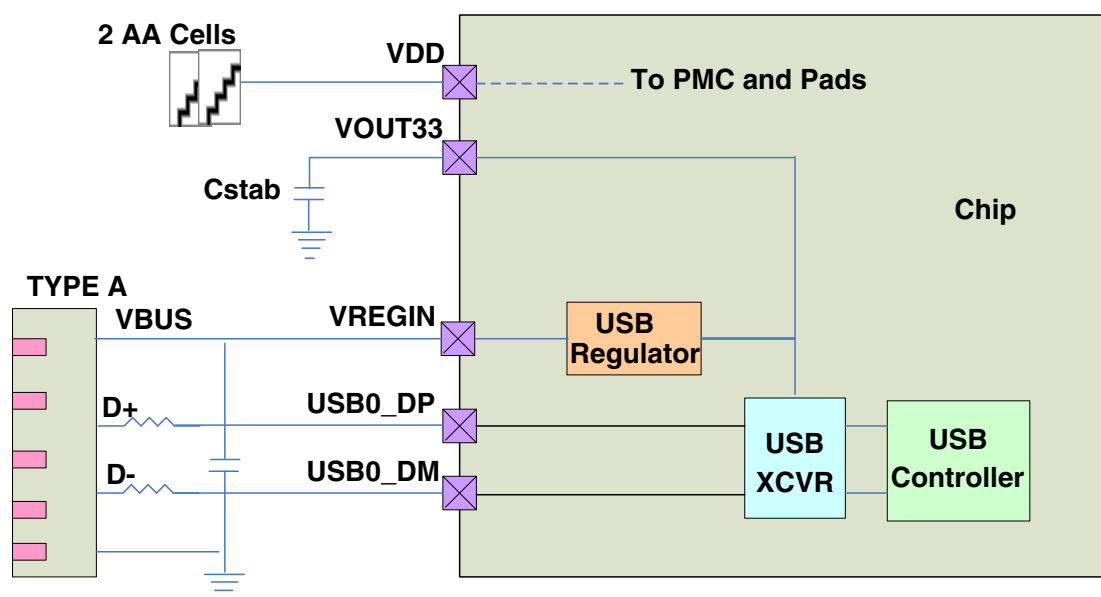 2 AA Cells
VDD
To PMC and Pads
VOUT33
Cstab
Chip
TYPE A
VBUS
VREGIN
USB
Regulator
D+
USB0_DP
D-
USB0_DM
USB
XCVR
USB
Controller